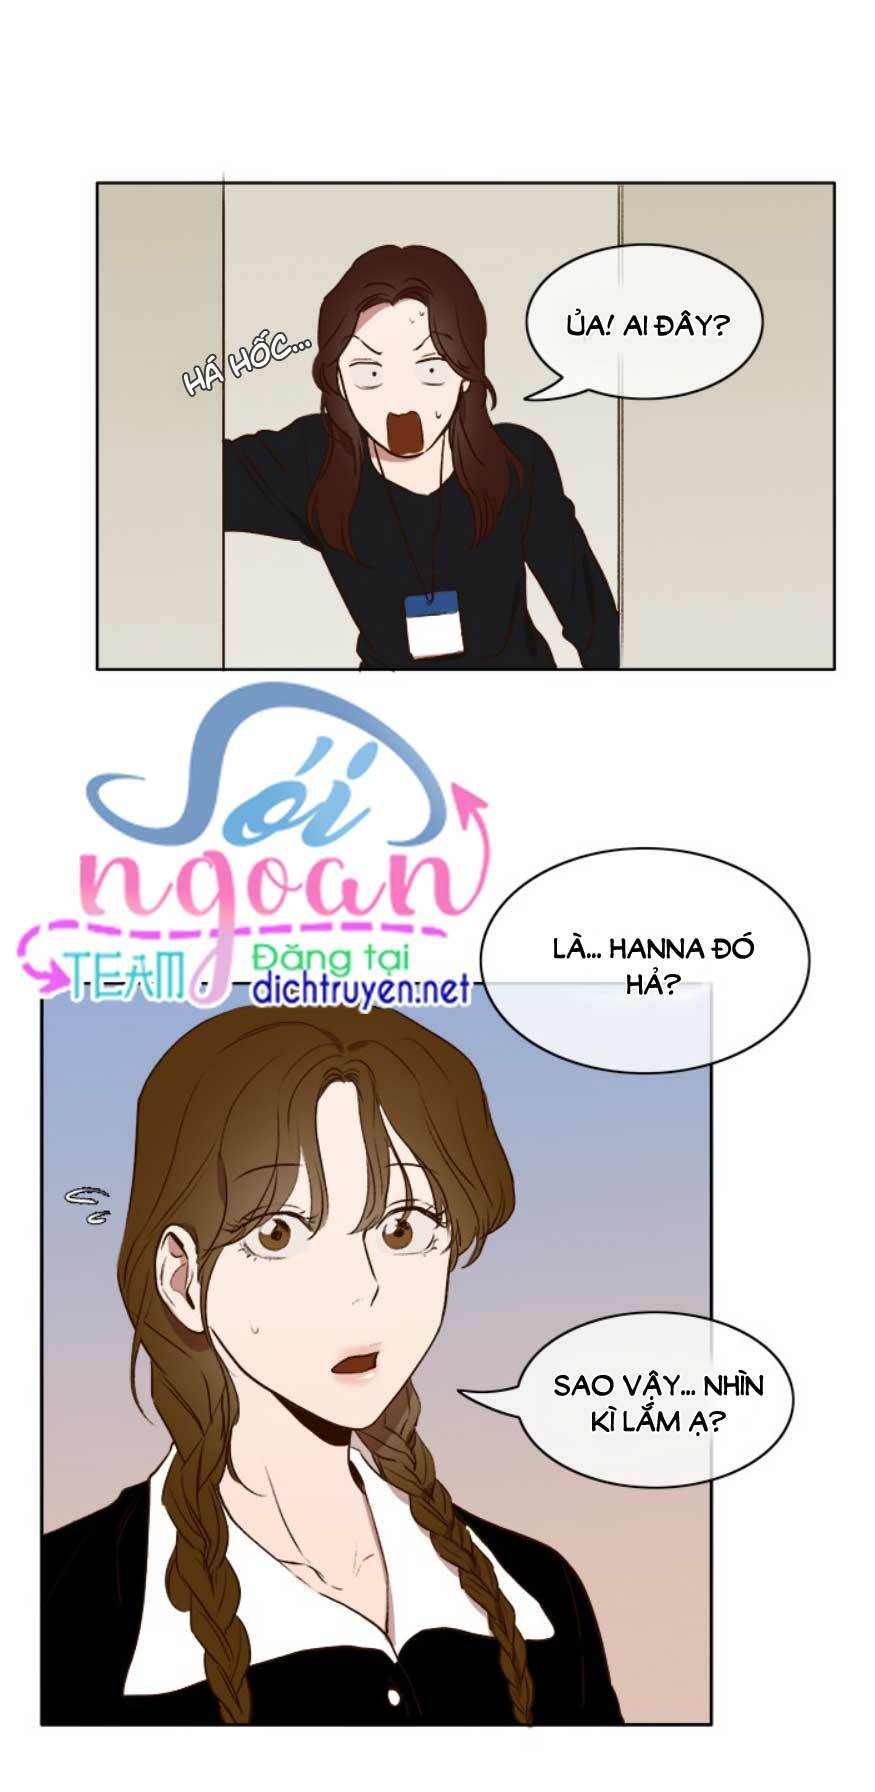 ỦA! AI ĐÂY?
HÁ HỐC...
Sói
ngoan
TEAM
Đăng tại
dichtruyen.net
LÀ... HANNA ĐÓ
HẢ?
SAO VẬY... NHÌN
KÌ LẮM Ạ?